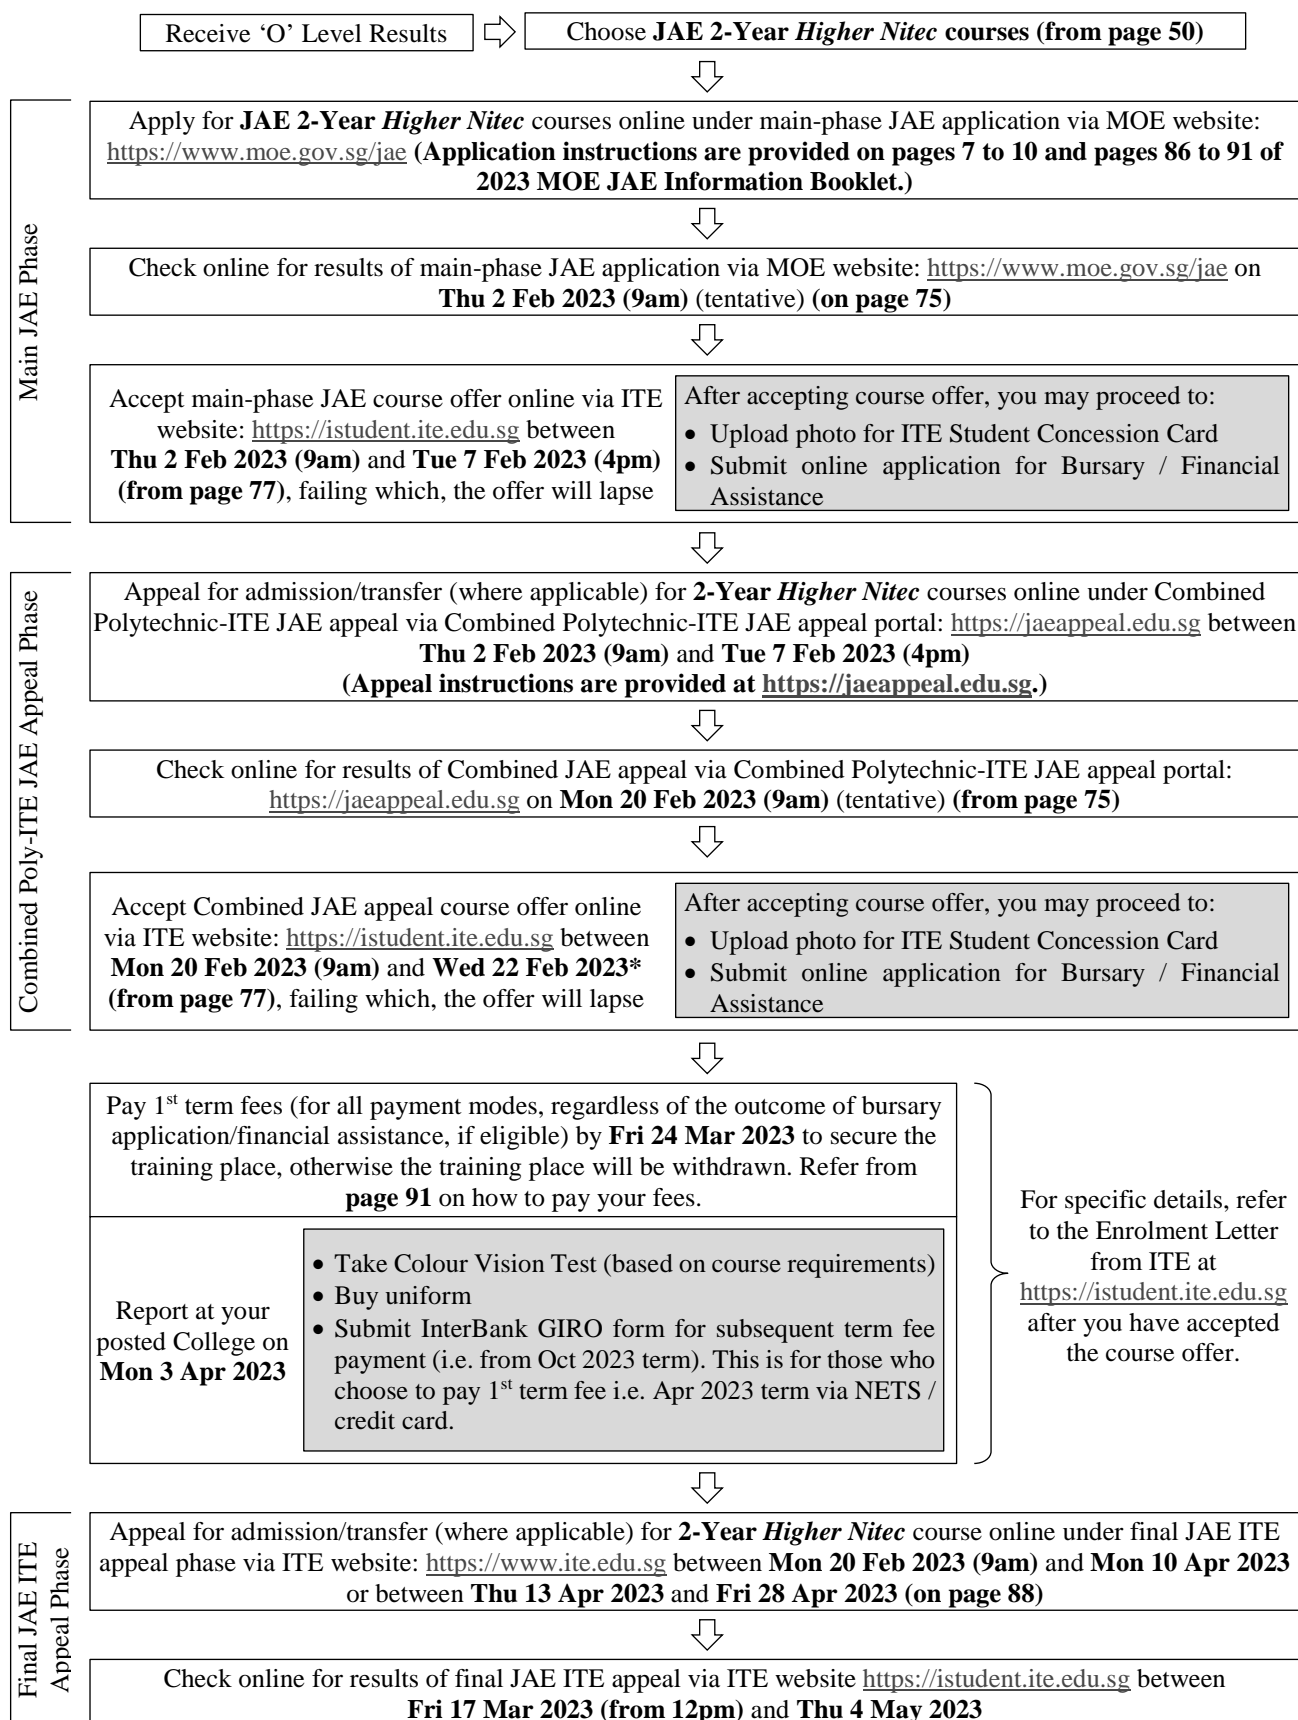 Receive ‘O’ Level Results
Choose JAE 2-Year Higher Nitec courses (from page 50)
Main JAE Phase
Apply for JAE 2-Year Higher Nitec courses online under main-phase JAE application via MOE website:
https://www.moe.gov.sg/jae (Application instructions are provided on pages 7 to 10 and pages 86 to 91 of
2023 MOE JAE Information Booklet.)
Check online for results of main-phase JAE application via MOE website: https://www.moe.gov.sg/jae on
Thu 2 Feb 2023 (9am) (tentative) (on page 75)
Accept main-phase JAE course offer online via ITE
website: https://istudent.ite.edu.sg between
Thu 2 Feb 2023 (9am) and Tue 7 Feb 2023 (4pm)
(from page 77), failing which, the offer will lapse
After accepting course offer, you may proceed to:
• Upload photo for ITE Student Concession Card
• Submit online application for Bursary / Financial
Assistance
Combined Poly-ITE JAE Appeal Phase
Appeal for admission/transfer (where applicable) for 2-Year Higher Nitec courses online under Combined
Polytechnic-ITE JAE appeal via Combined Polytechnic-ITE JAE appeal portal: https://jaeappeal.edu.sg between
Thu 2 Feb 2023 (9am) and Tue 7 Feb 2023 (4pm)
(Appeal instructions are provided at https://jaeappeal.edu.sg.)
Check online for results of Combined JAE appeal via Combined Polytechnic-ITE JAE appeal portal:
https://jaeappeal.edu.sg on Mon 20 Feb 2023 (9am) (tentative) (from page 75)
Accept Combined JAE appeal course offer online
via ITE website: https://istudent.ite.edu.sg between
Mon 20 Feb 2023 (9am) and Wed 22 Feb 2023*
(from page 77), failing which, the offer will lapse
After accepting course offer, you may proceed to:
• Upload photo for ITE Student Concession Card
• Submit online application for Bursary / Financial
Assistance
Pay 1st term fees (for all payment modes, regardless of the outcome of bursary
application/financial assistance, if eligible) by Fri 24 Mar 2023 to secure the
training place, otherwise the training place will be withdrawn. Refer from
page 91 on how to pay your fees.
Report at your
posted College on
Mon 3 Apr 2023
• Take Colour Vision Test (based on course requirements)
• Buy uniform
• Submit InterBank GIRO form for subsequent term fee
payment (i.e. from Oct 2023 term). This is for those who
choose to pay 1st term fee i.e. Apr 2023 term via NETS /
credit card.
For specific details, refer
to the Enrolment Letter
from ITE at
https://istudent.ite.edu.sg
after you have accepted
the course offer.
Final JAE ITE
Appeal Phase
Appeal for admission/transfer (where applicable) for 2-Year Higher Nitec course online under final JAE ITE
appeal phase via ITE website: https://www.ite.edu.sg between Mon 20 Feb 2023 (9am) and Mon 10 Apr 2023
or between Thu 13 Apr 2023 and Fri 28 Apr 2023 (on page 88)
Check online for results of final JAE ITE appeal via ITE website https://istudent.ite.edu.sg between
Fri 17 Mar 2023 (from 12pm) and Thu 4 May 2023